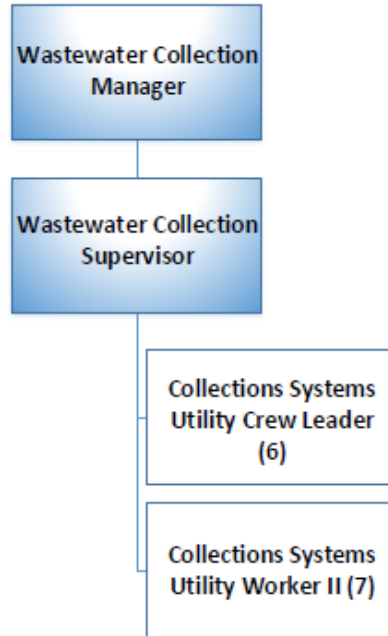 Wastewater Collection
Manager
Wastewater Collection
Supervisor
Collections Systems
Utility Crew Leader
(6)
Collections Systems
Utility Worker II (7)